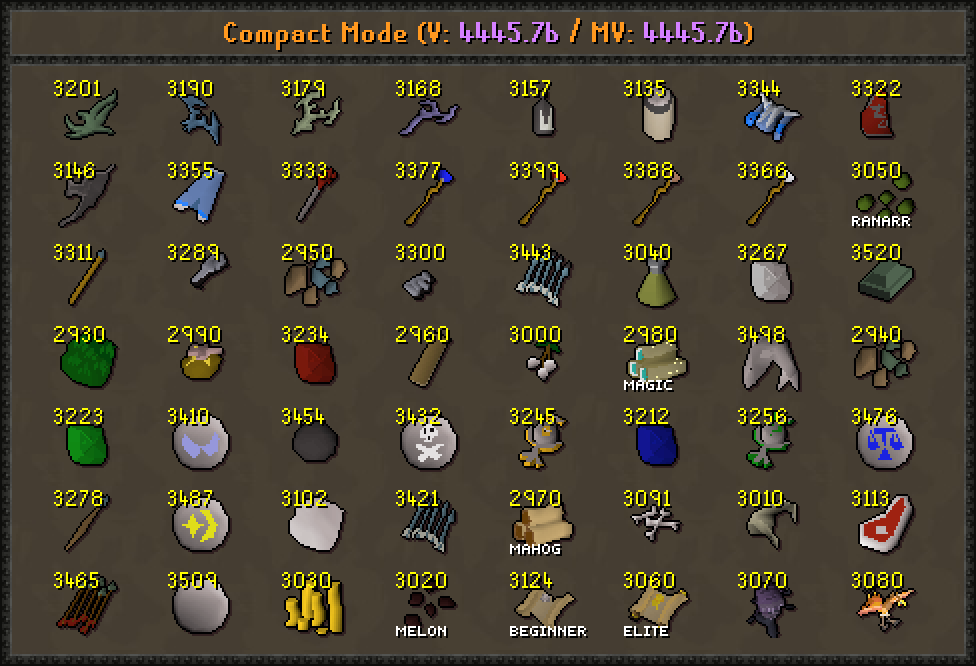 Compact Mode (V: 4445.7b / MV: 4445.7b)
3201 3190 3179 3168 3157 3135 3344 3322
3146 3355 3333 3377 3399 3388 3366 3050
RANARR
3311 3289 2950 3300 3443 3040 3267 3520
2930 2990 3234 2960 3000 2980 3498 2940
MAGIC
3223 3410 3454 3432 3245 3212 3256 3476
3278 3487 3102 3421 2970 3091 3010 3113
MAHOG
3465 3509 3030 3020 3124 3060 3070 3080
MELON BEGINNER ELITE